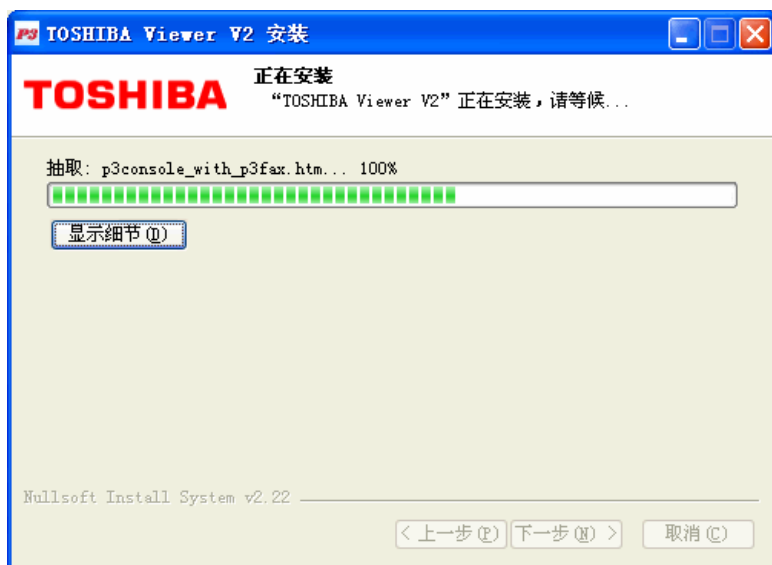 P3 TOSHIBA Viewer V2 安装
TOSHIBA
正在安装
“TOSHIBA Viewer V2”正在安装，请等候...
抽取: p3console_with_p3fax.htm... 100%
显示细节(D)
Nullsoft Install System v2.22
< 上一步(P) 下一步(N) > 取消(C)